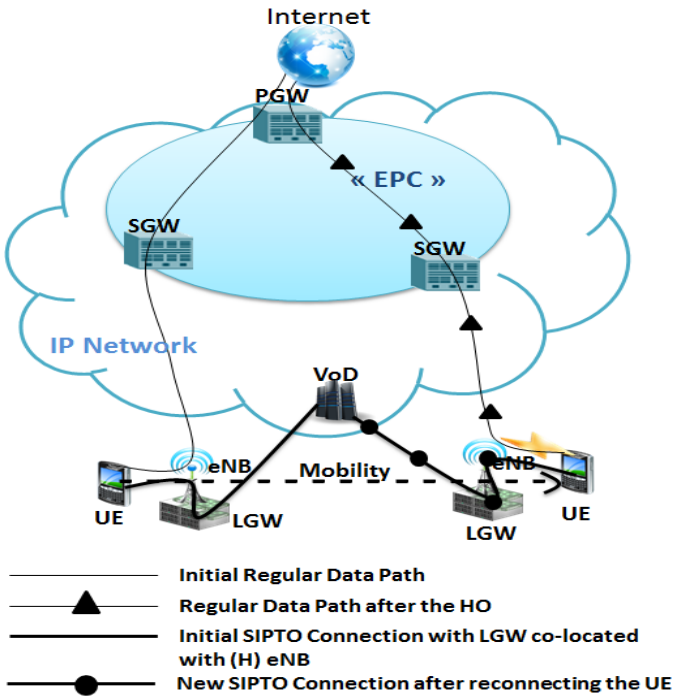 Internet
PGW
« EPC »
SGW
SGW
IP Network
VoD
eNB
eNB
Mobility
UE
LGW
LGW
UE
Initial Regular Data Path
Regular Data Path after the HO
Initial SIPTO Connection with LGW co-located
with (H) eNB
New SIPTO Connection after reconnecting the UE